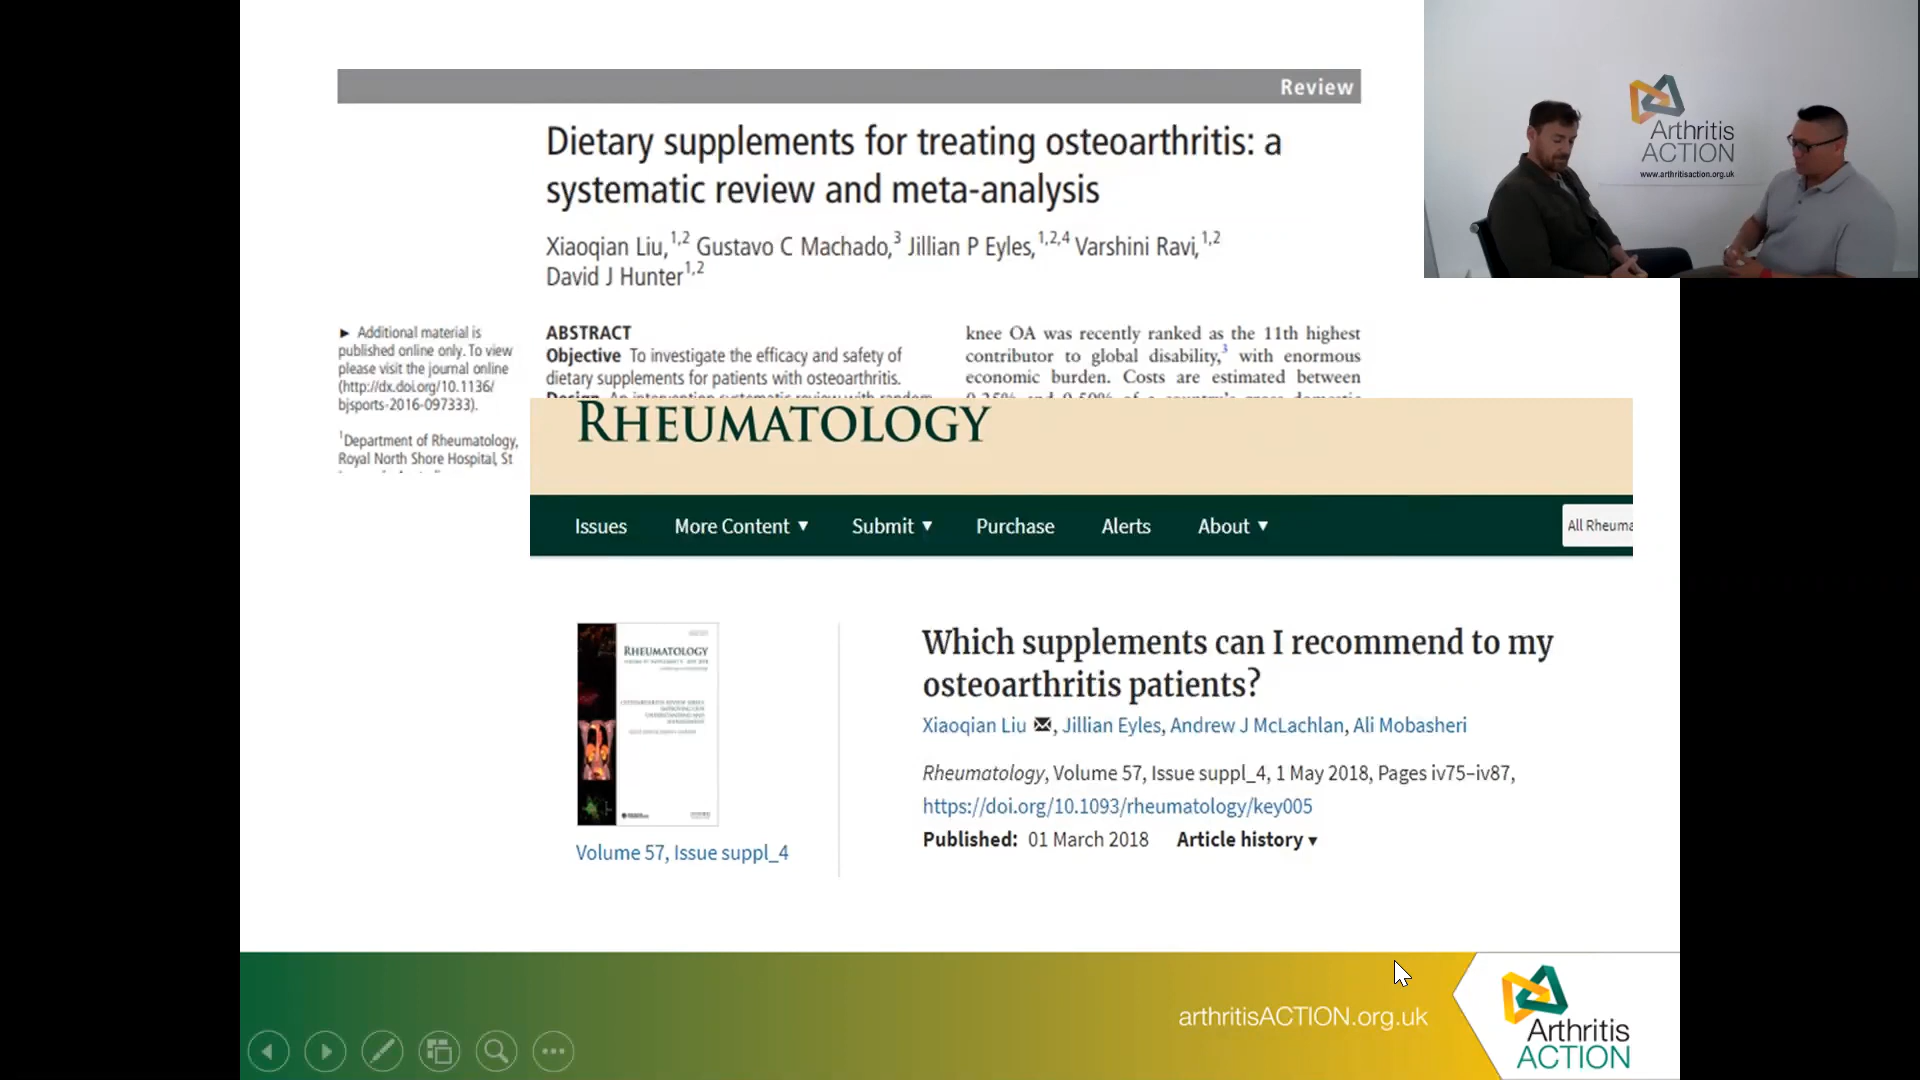 Review
Dietary supplements for treating osteoarthritis: a
systematic review and meta-analysis
Xiaoqian Liu,1,2 Gustavo C Machado,3 Jillian P Eyles,1,2,4 Varshini Ravi,1,2
David J Hunter1,2
► Additional material is
published online only. To view
please visit the journal online
(http://dx.doi.org/10.1136/
bjsports-2016-097333).
1Department of Rheumatology,
Royal North Shore Hospital, St
ABSTRACT
Objective To investigate the efficacy and safety of
dietary supplements for patients with osteoarthritis.
knee OA was recently ranked as the 11th highest
contributor to global disability,3 with enormous
economic burden. Costs are estimated between
Arthritis
ACTION
www.arthritisaction.org.uk
RHEUMATOLOGY
Issues More Content ▼ Submit ▼ Purchase Alerts About ▼ All Rheuma
RHEUMATOLOGY
Volume 57, Issue suppl_4
Which supplements can I recommend to my
osteoarthritis patients?
Xiaoqian Liu ✉, Jillian Eyles, Andrew J McLachlan, Ali Mobasheri
Rheumatology, Volume 57, Issue suppl_4, 1 May 2018, Pages iv75–iv87,
https://doi.org/10.1093/rheumatology/key005
Published: 01 March 2018 Article history ▾
arthritisACTION.org.uk
Arthritis
ACTION